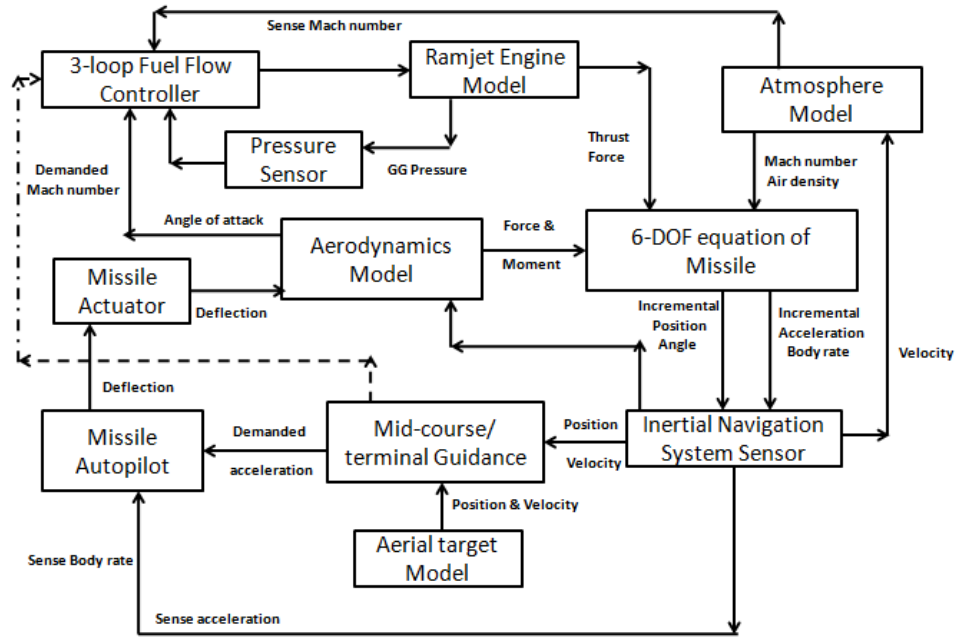 Sense Mach number
3-loop Fuel Flow
Controller
Ramjet Engine
Model
Atmosphere
Model
Pressure
Sensor
GG Pressure
Thrust
Force
Mach number
Air density
Demanded
Mach number
Angle of attack
Aerodynamics
Model
Force &
Moment
6-DOF equation of
Missile
Missile
Actuator
Deflection
Incremental
Position
Angle
Incremental
Acceleration
Body rate
Velocity
Deflection
Missile
Autopilot
Demanded
acceleration
Mid-course/
terminal Guidance
Position
Velocity
Inertial Navigation
System Sensor
Position & Velocity
Aerial target
Model
Sense Body rate
Sense acceleration